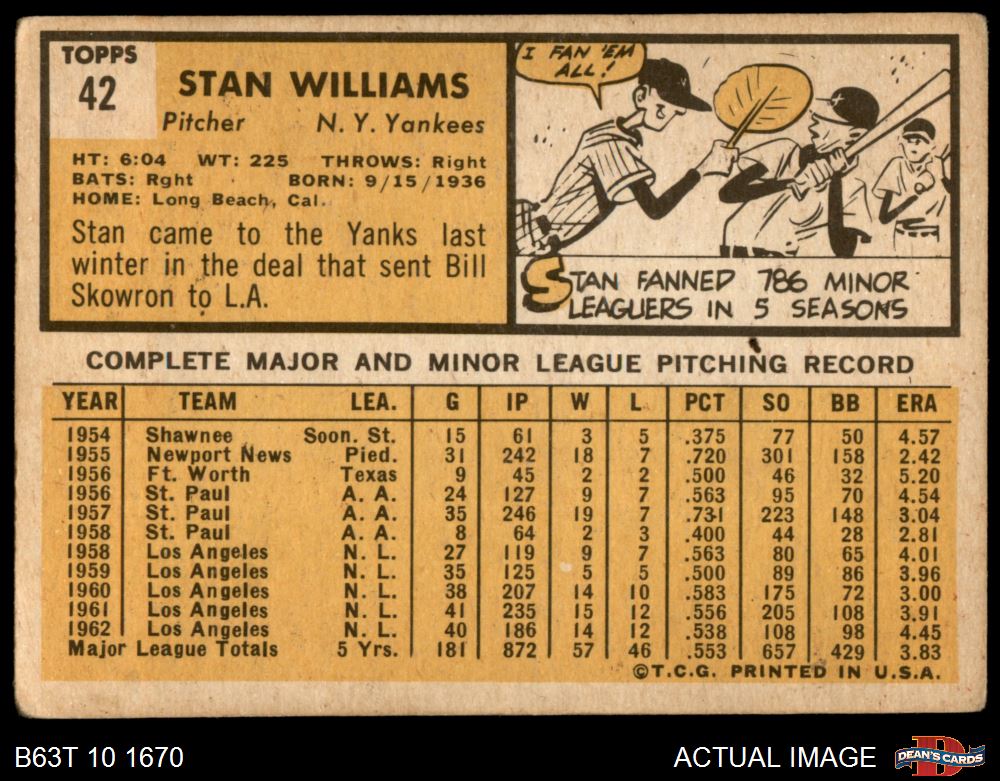 TOPPS
42
STAN WILLIAMS
Pitcher N. Y. Yankees
HT: 6:04 WT: 225 THROWS: Right
BATS: Rght BORN: 9/15/1936
HOME: Long Beach, Cal.
Stan came to the Yanks last
winter in the deal that sent Bill
Skowron to L.A.
I FAN 'EM
ALL!
STAN FANNED 786 MINOR
LEAGUERS IN 5 SEASONS
COMPLETE MAJOR AND MINOR LEAGUE PITCHING RECORD
YEAR TEAM LEA. G IP W L PCT SO BB ERA
1954 Shawnee Soon. St. 15 61 3 5 .375 77 50 4.57
1955 Newport News Pied. 31 242 18 7 .720 301 158 2.42
1956 Ft. Worth Texas 9 45 2 2 .500 46 32 5.20
1956 St. Paul A. A. 24 127 9 7 .563 95 70 4.54
1957 St. Paul A. A. 35 246 19 7 .731 223 148 3.04
1958 St. Paul A. A. 8 64 2 3 .400 44 28 2.81
1958 Los Angeles N. L. 27 119 9 7 .563 80 65 4.01
1959 Los Angeles N. L. 35 125 5 5 .500 89 86 3.96
1960 Los Angeles N. L. 38 207 14 10 .583 175 72 3.00
1961 Los Angeles N. L. 41 235 15 12 .556 205 108 3.91
1962 Los Angeles N. L. 40 186 14 12 .538 108 98 4.45
Major League Totals 5 Yrs. 181 872 57 46 .553 657 429 3.83
©T.C.G. PRINTED IN U.S.A.
B63T 10 1670 ACTUAL IMAGE
D
DEAN'S CARDS